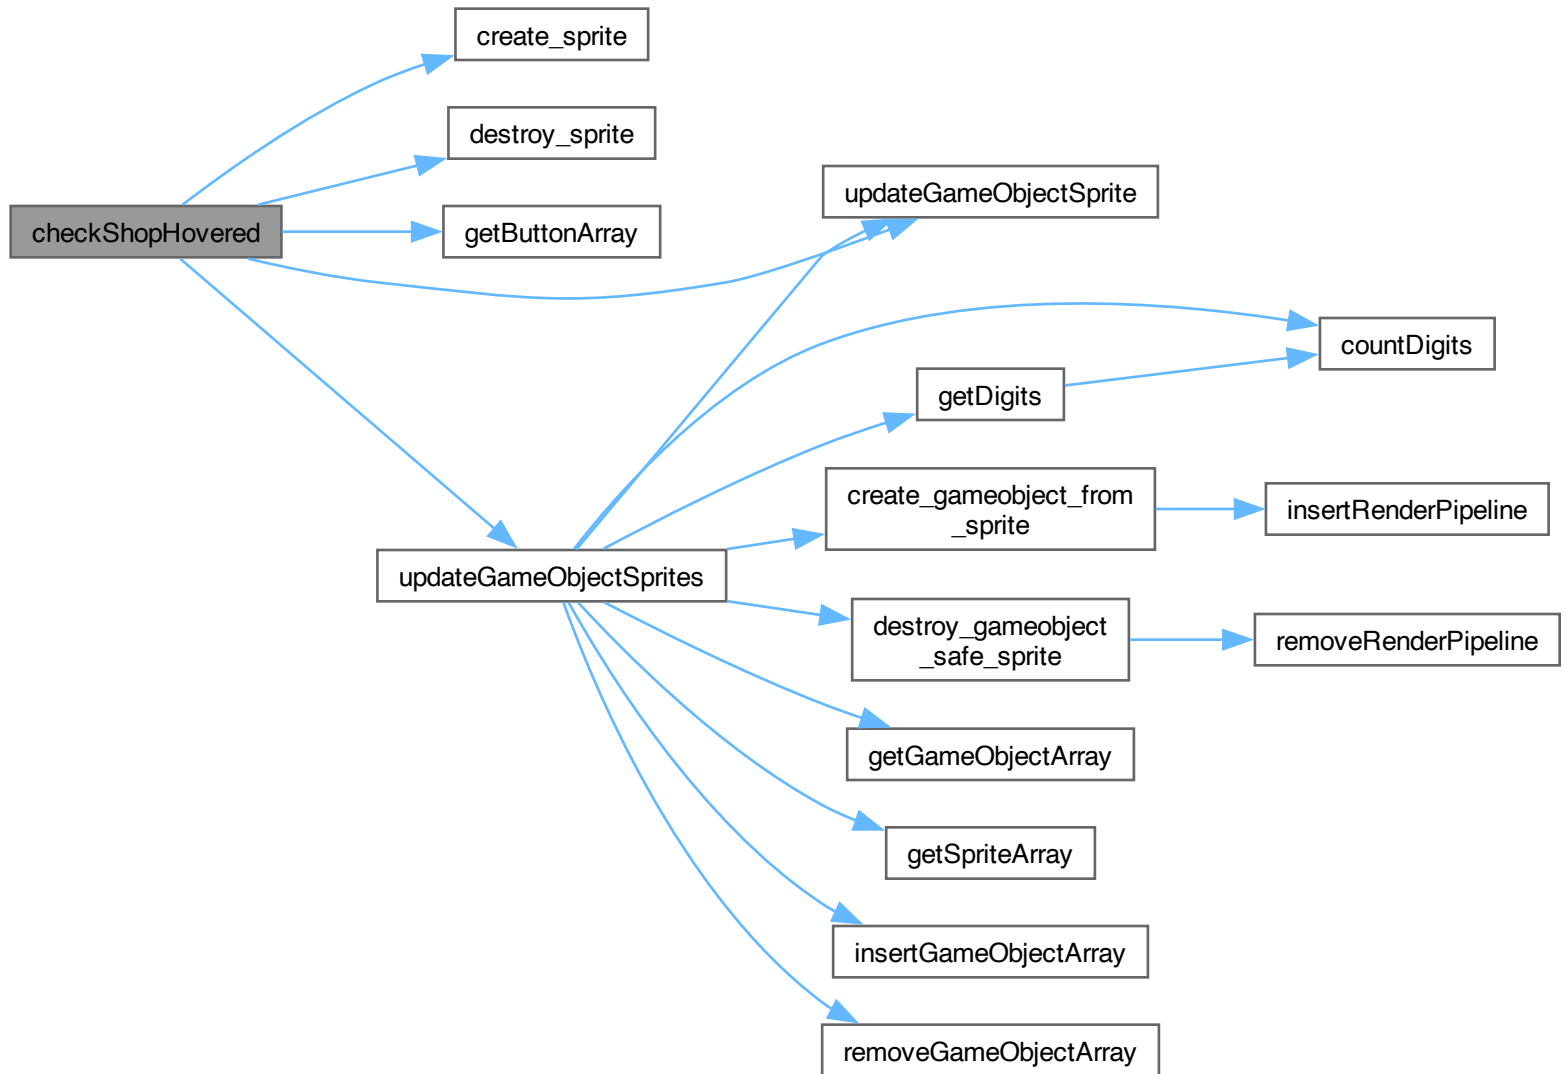 create_sprite
destroy_sprite
updateGameObjectSprite
checkShopHovered
getButtonArray
countDigits
getDigits
create_gameobject_from
_sprite
insertRenderPipeline
updateGameObjectSprites
destroy_gameobject
_safe_sprite
removeRenderPipeline
getGameObjectArray
getSpriteArray
insertGameObjectArray
removeGameObjectArray